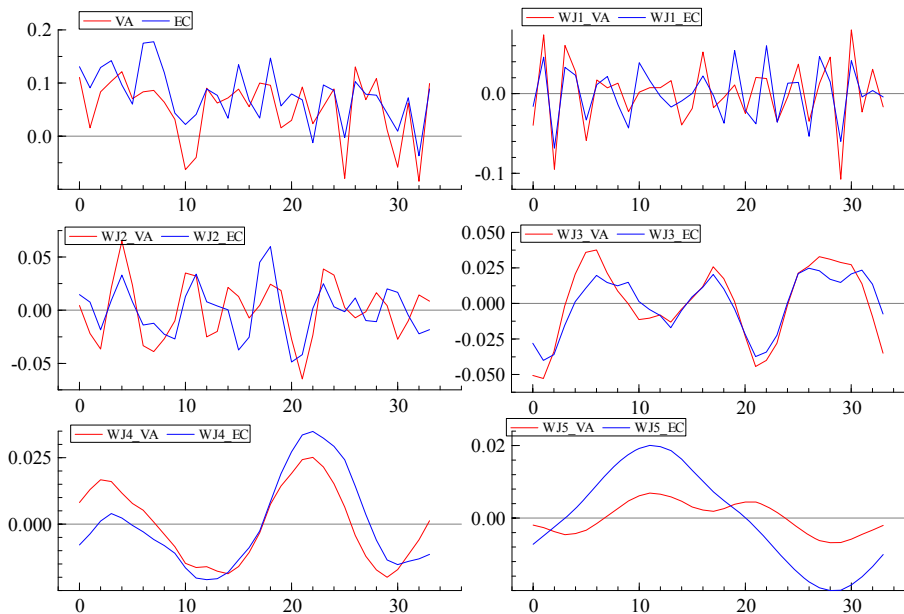 VA EC
0.2
0.1
0.0
0 10 20 30
WJ1_VA WJ1_EC
0.0
-0.1
0 10 20 30
WJ2_VA WJ2_EC
0.05
0.00
-0.05
0 10 20 30
WJ3_VA WJ3_EC
0.050
0.025
0.000
-0.025
-0.050
0 10 20 30
WJ4_VA WJ4_EC
0.025
0.000
0 10 20 30
WJ5_VA WJ5_EC
0.02
0.00
0 10 20 30